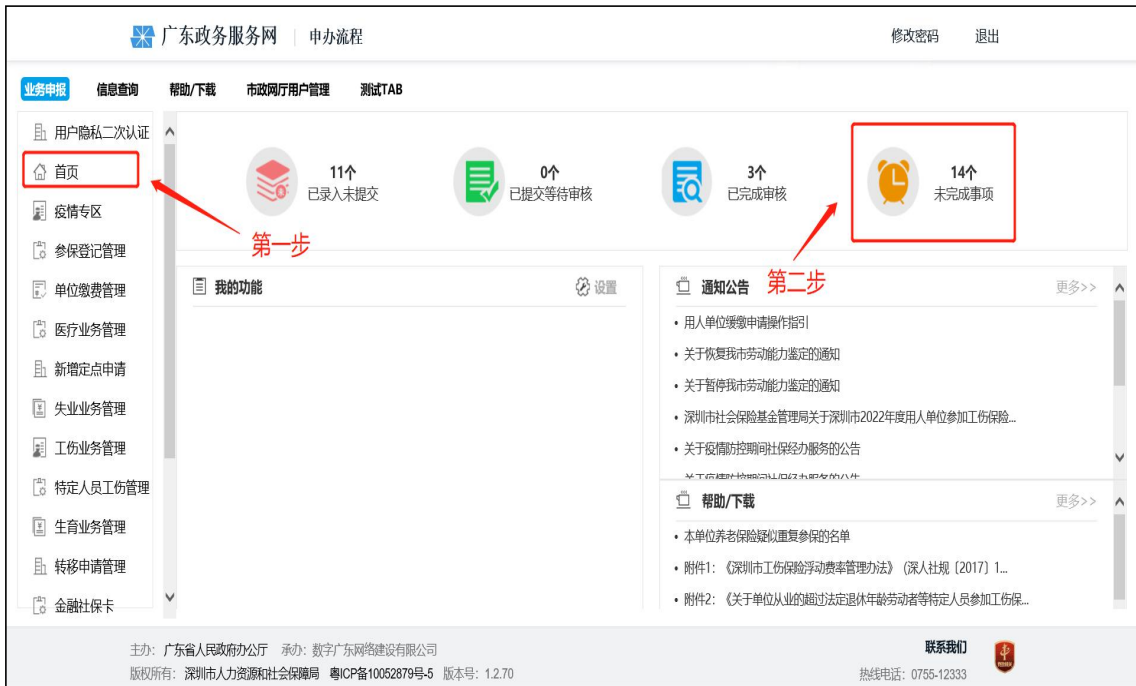 广东政务服务网 | 申办流程 修改密码 退出
业务申报 信息查询 帮助/下载 市政网厅用户管理 测试TAB
用户隐私二次认证
首页
疫情专区
参保登记管理
单位缴费管理
医疗业务管理
新增定点申请
失业业务管理
工伤业务管理
特定人员工伤管理
生育业务管理
转移申请管理
金融社保卡
第一步
11个
已录入未提交
0个
已提交等待审核
3个
已完成审核
14个
未完成事项
第二步
我的功能 设置
通知公告 更多>>
• 用人单位缓缴申请操作指引
• 关于恢复我市劳动能力鉴定的通知
• 关于暂停我市劳动能力鉴定的通知
• 深圳市社会保险基金管理局关于深圳市2022年度用人单位参加工伤保险...
• 关于疫情防控期间社保经办服务的公告
关于疫情防控期间社保经办服务的公告
帮助/下载 更多>>
• 本单位养老保险疑似重复参保的名单
• 附件1：《深圳市工伤保险浮动费率管理办法》（深人社规〔2017〕1...
• 附件2：《关于单位从业的超过法定退休年龄劳动者等特定人员参加工伤保...
主办：广东省人民政府办公厅 承办：数字广东网络建设有限公司
版权所有：深圳市人力资源和社会保障局 粤ICP备10052879号-5 版本号：1.2.70
联系我们
热线电话：0755-12333